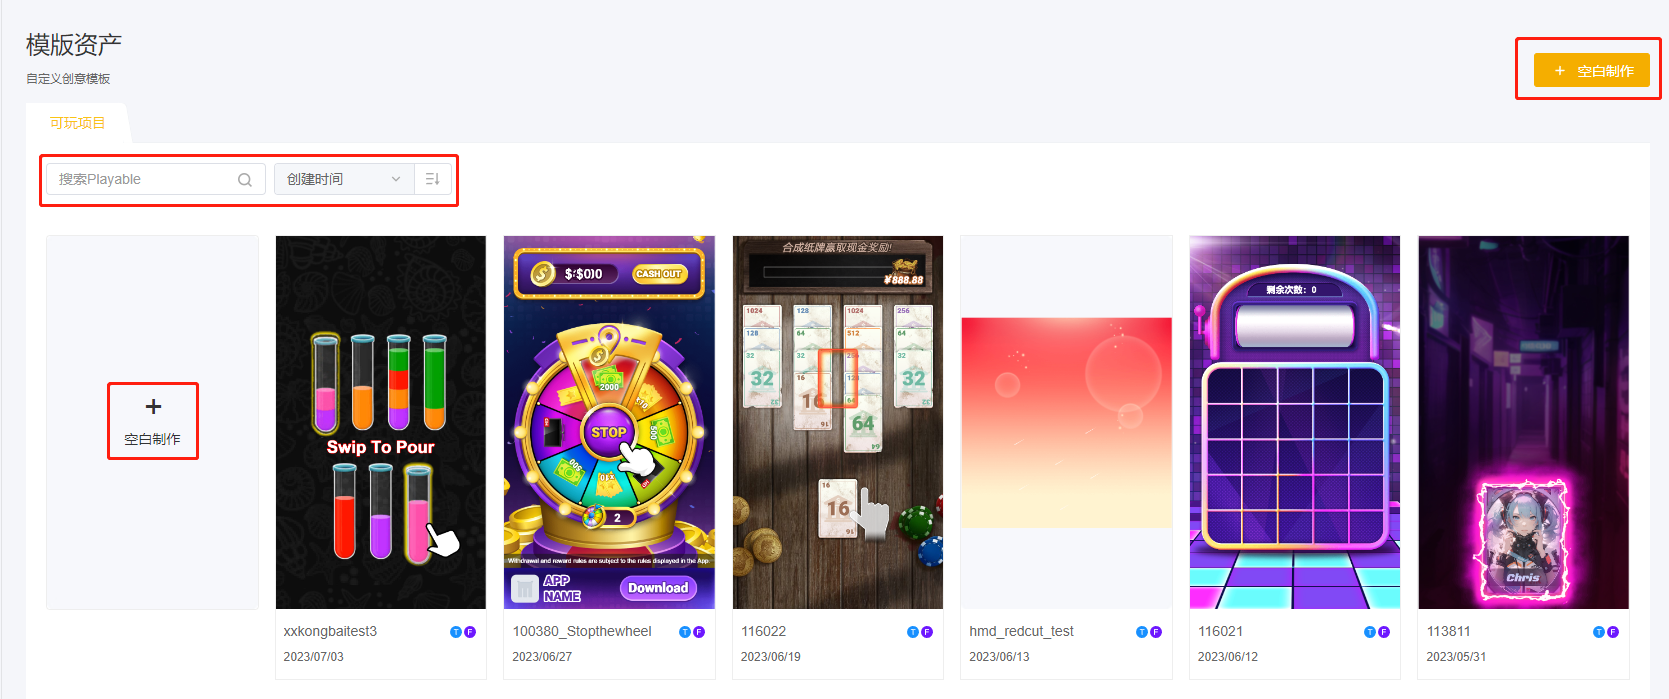 模版资产
自定义创意模板
+ 空白制作
可玩项目
搜索Playable
创建时间
+
空白制作
Swip To Pour
xxkongbaitest3
T F
2023/07/03
CASH OUT
2000
500
STOP
500
2
Withdrawal and reward rules are subject to the rules displayed in the App.
APP
NAME
Download
100380_Stopthewheel
T F
2023/06/27
合成纸牌赢取现金奖励!
¥888.88
1024 128 1024 256
128 64 512 64
32 32 256 32
32 16 128 32
16
64
16
16
116022
T F
2023/06/19
hmd_redcut_test
T F
2023/06/13
剩余次数: 0
116021
T F
2023/06/12
Chris
113811
T F
2023/05/31